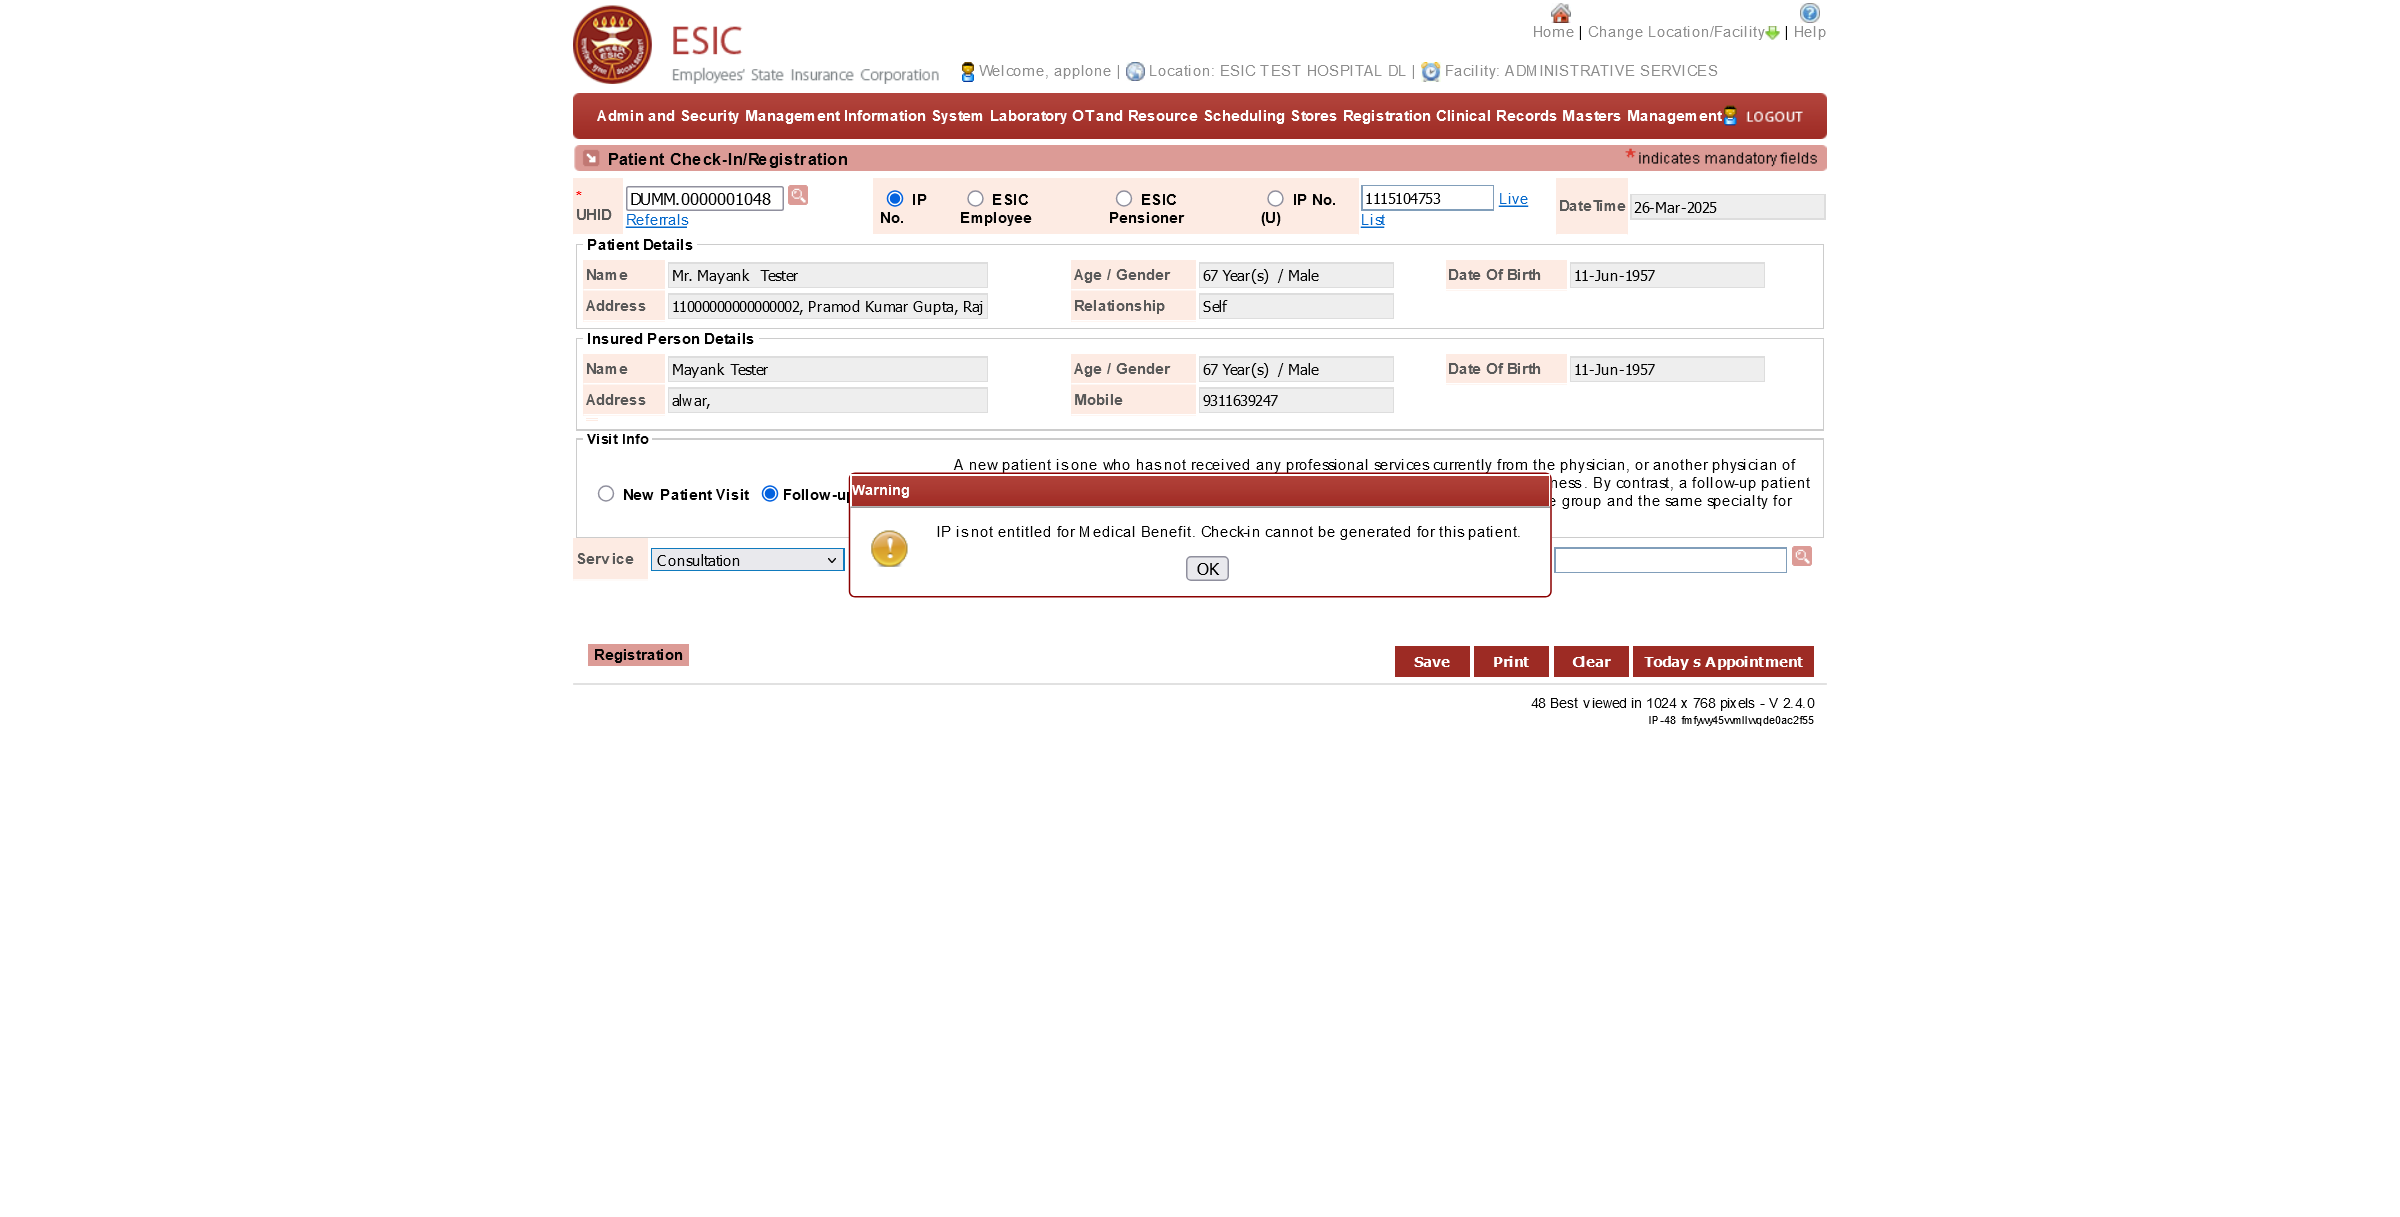 Home | Change Location/Facility | Help
ESIC
Employees' State Insurance Corporation
Welcome, applone | Location: ESIC TEST HOSPITAL DL | Facility: ADMINISTRATIVE SERVICES
Admin and Security Management Information System Laboratory OT and Resource Scheduling Stores Registration Clinical Records Masters Management LOGOUT
Patient Check-In/Registration * indicates mandatory fields
* UHID DUMM.0000001048 IP No. ESIC Employee ESIC Pensioner IP No. (U) 1115104753 Live List DateTime 26-Mar-2025
Referrals
Patient Details
Name Mr. Mayank Tester Age / Gender 67 Year(s) / Male Date Of Birth 11-Jun-1957
Address 11000000000000002, Pramod Kumar Gupta, Raj Relationship Self
Insured Person Details
Name Mayank Tester Age / Gender 67 Year(s) / Male Date Of Birth 11-Jun-1957
Address alwar, Mobile 9311639247
Visit Info
A new patient is one who has not received any professional services currently from the physician, or another physician of
ness. By contrast, a follow-up patient
New Patient Visit Follow-up
group and the same specialty for
Warning
IP is not entitled for Medical Benefit. Check-in cannot be generated for this patient.
OK
Service Consultation
Registration Save Print Clear Today s Appointment
48 Best viewed in 1024 x 768 pixels - V 2.4.0